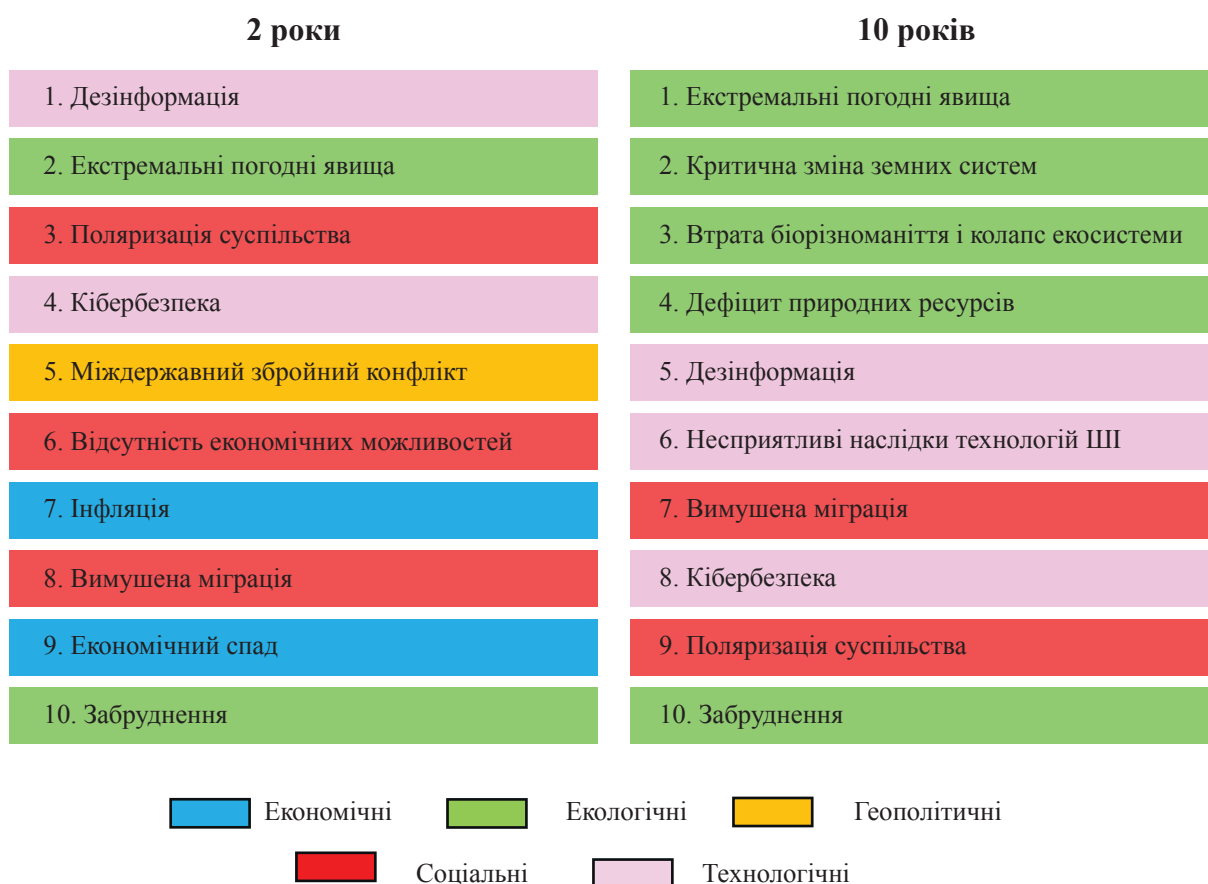 2 роки
1. Дезінформація
2. Екстремальні погодні явища
3. Поляризація суспільства
4. Кібербезпека
5. Міждержавний збройний конфлікт
6. Відсутність економічних можливостей
7. Інфляція
8. Вимушена міграція
9. Економічний спад
10. Забруднення
10 років
1. Екстремальні погодні явища
2. Критична зміна земних систем
3. Втрата біорізноманіття і колапс екосистеми
4. Дефіцит природних ресурсів
5. Дезінформація
6. Несприятливі наслідки технологій ШІ
7. Вимушена міграція
8. Кібербезпека
9. Поляризація суспільства
10. Забруднення
Економічні
Екологічні
Геополітичні
Соціальні
Технологічні